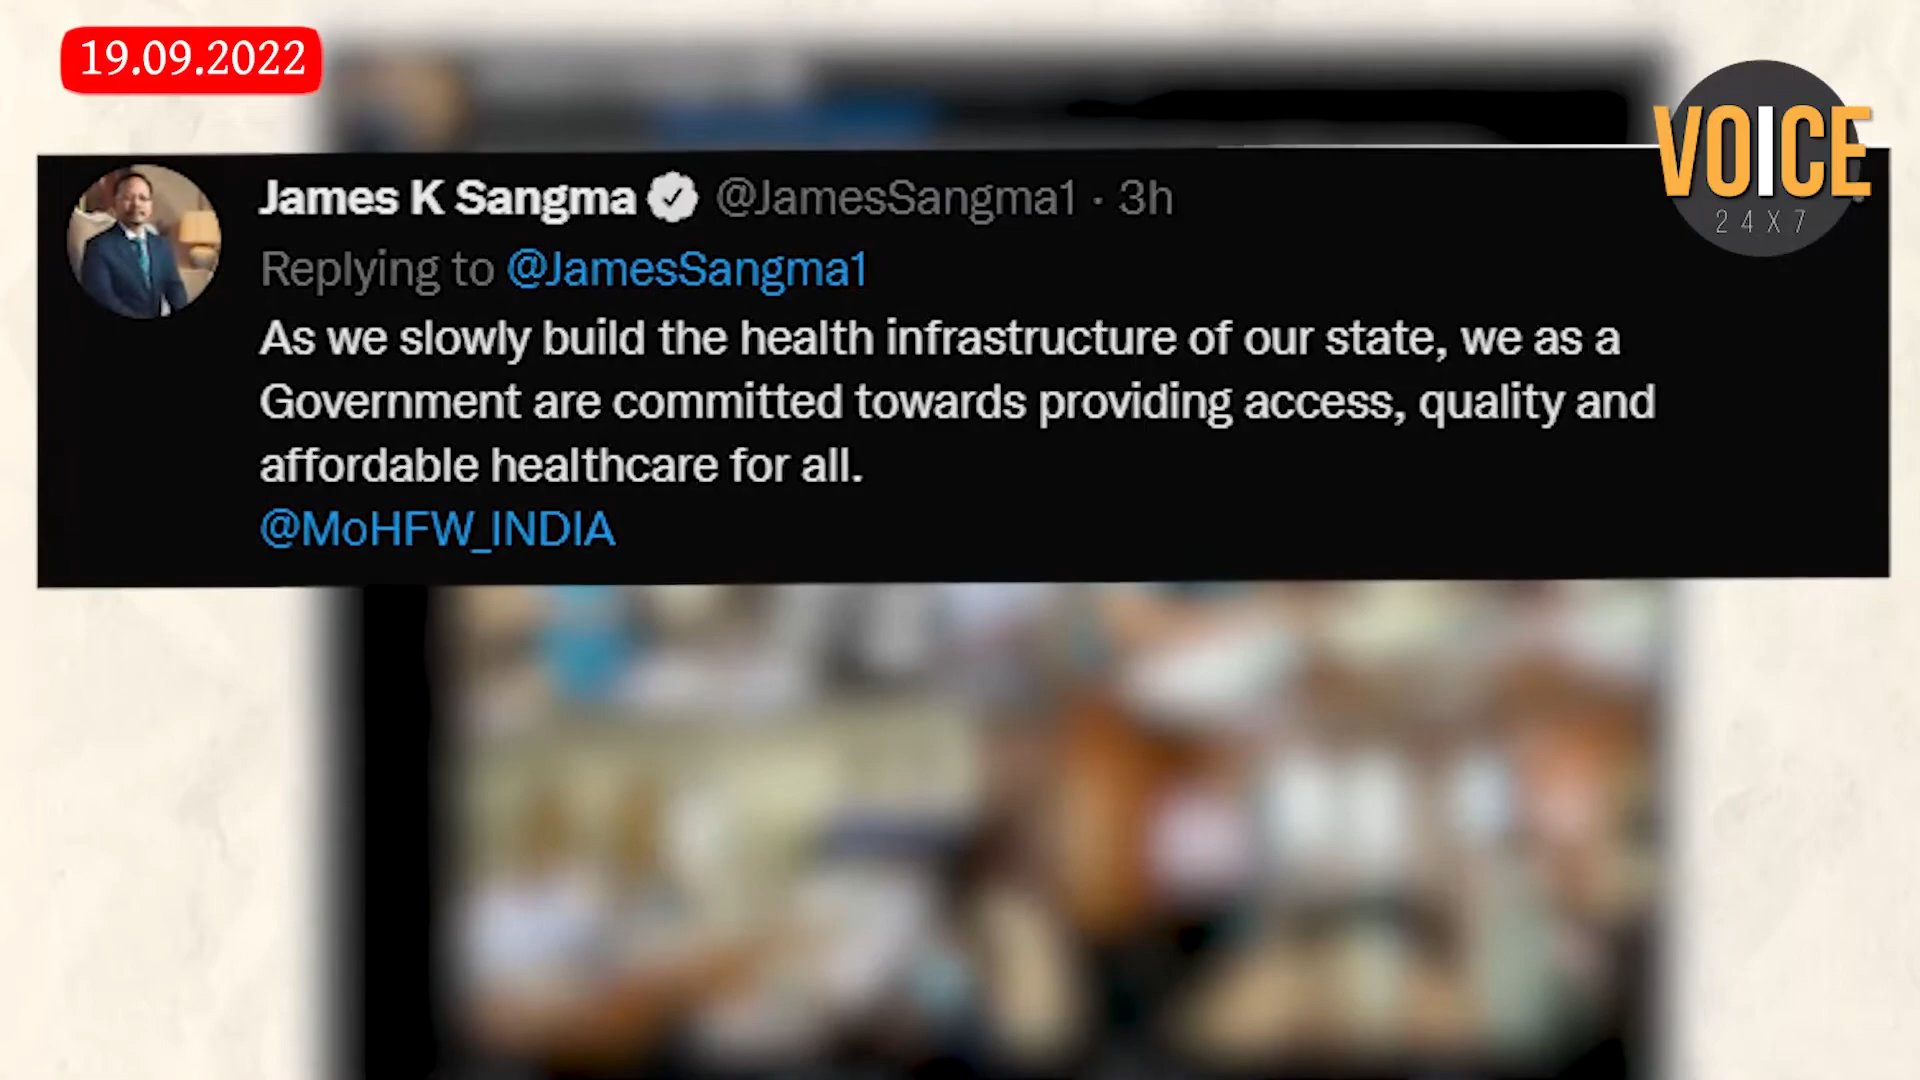 19.09.2022
VOICE
24X7
James K Sangma @JamesSangma1 · 3h
Replying to @JamesSangma1
As we slowly build the health infrastructure of our state, we as a
Government are committed towards providing access, quality and
affordable healthcare for all.
@MoHFW_INDIA